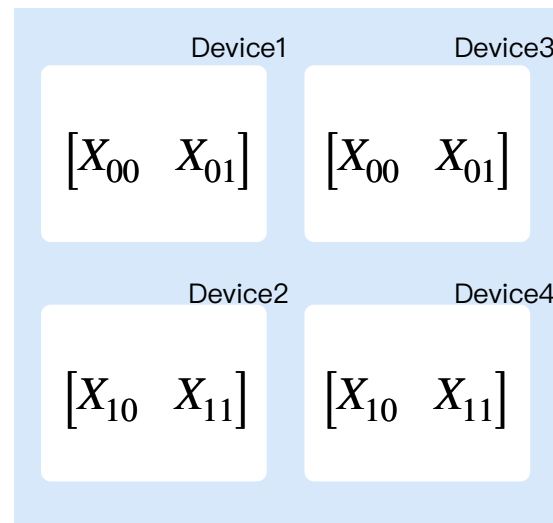 Device1 Device3
[X₀₀ X₀₁] [X₀₀ X₀₁]
Device2 Device4
[X₁₀ X₁₁] [X₁₀ X₁₁]